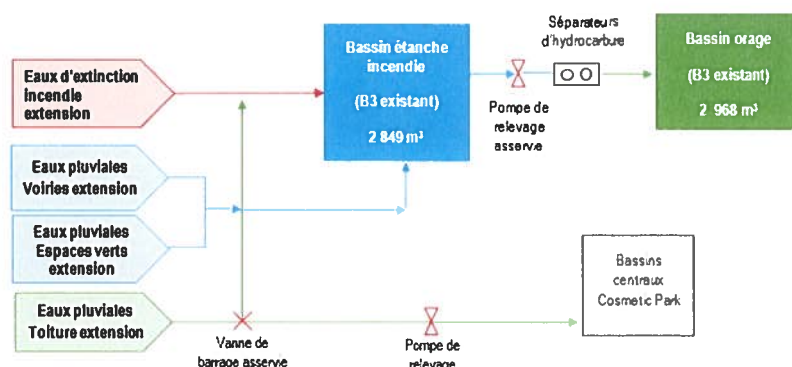 Eaux d'extinction
incendie
extension
Eaux pluviales
Voiries extension
Eaux pluviales
Espaces verts
extension
Eaux pluviales
Toiture extension
Bassin étanche
incendie
(B3 existant)
2 849 m³
Pompe de
relevage
asservie
Séparateurs
d'hydrocarbure
Bassin orage
(B3 existant)
2 968 m³
Vanne de
barrage asservie
Pompe de
relevage
Bassins
centraux
Cosmetic Park